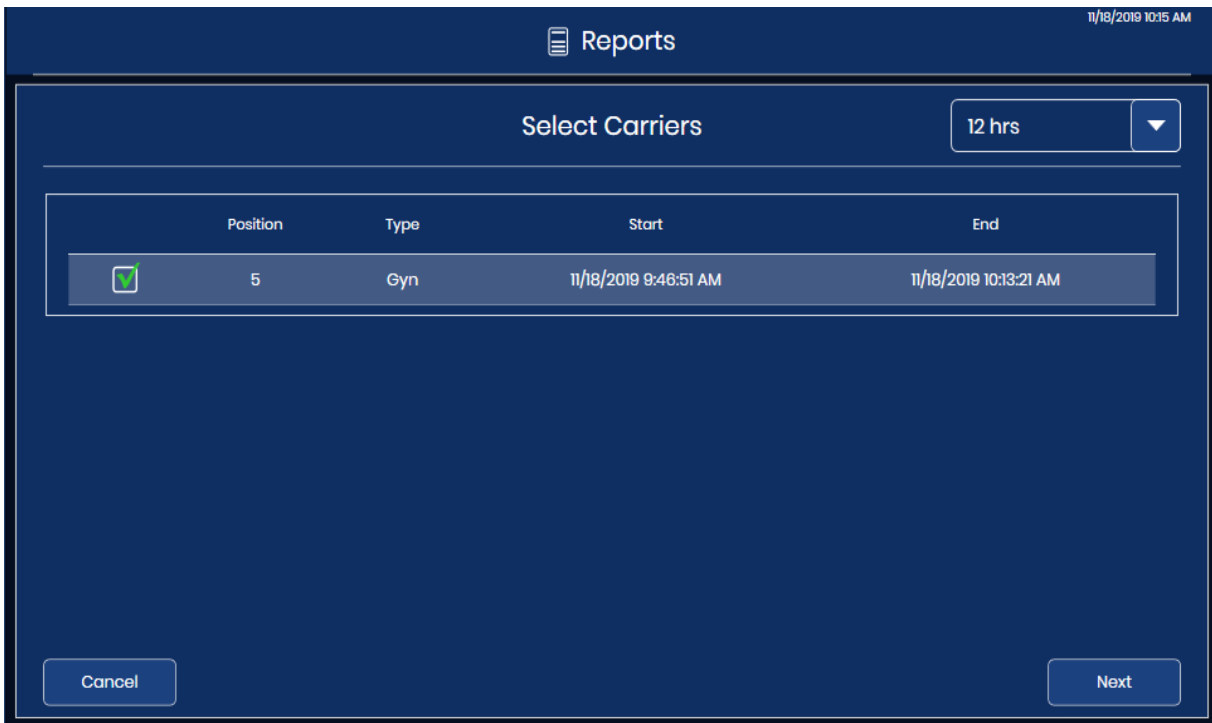 11/18/2019 10:15 AM
Reports
Select Carriers
12 hrs
Position Type Start End
5 Gyn 11/18/2019 9:46:51 AM 11/18/2019 10:13:21 AM
Cancel Next